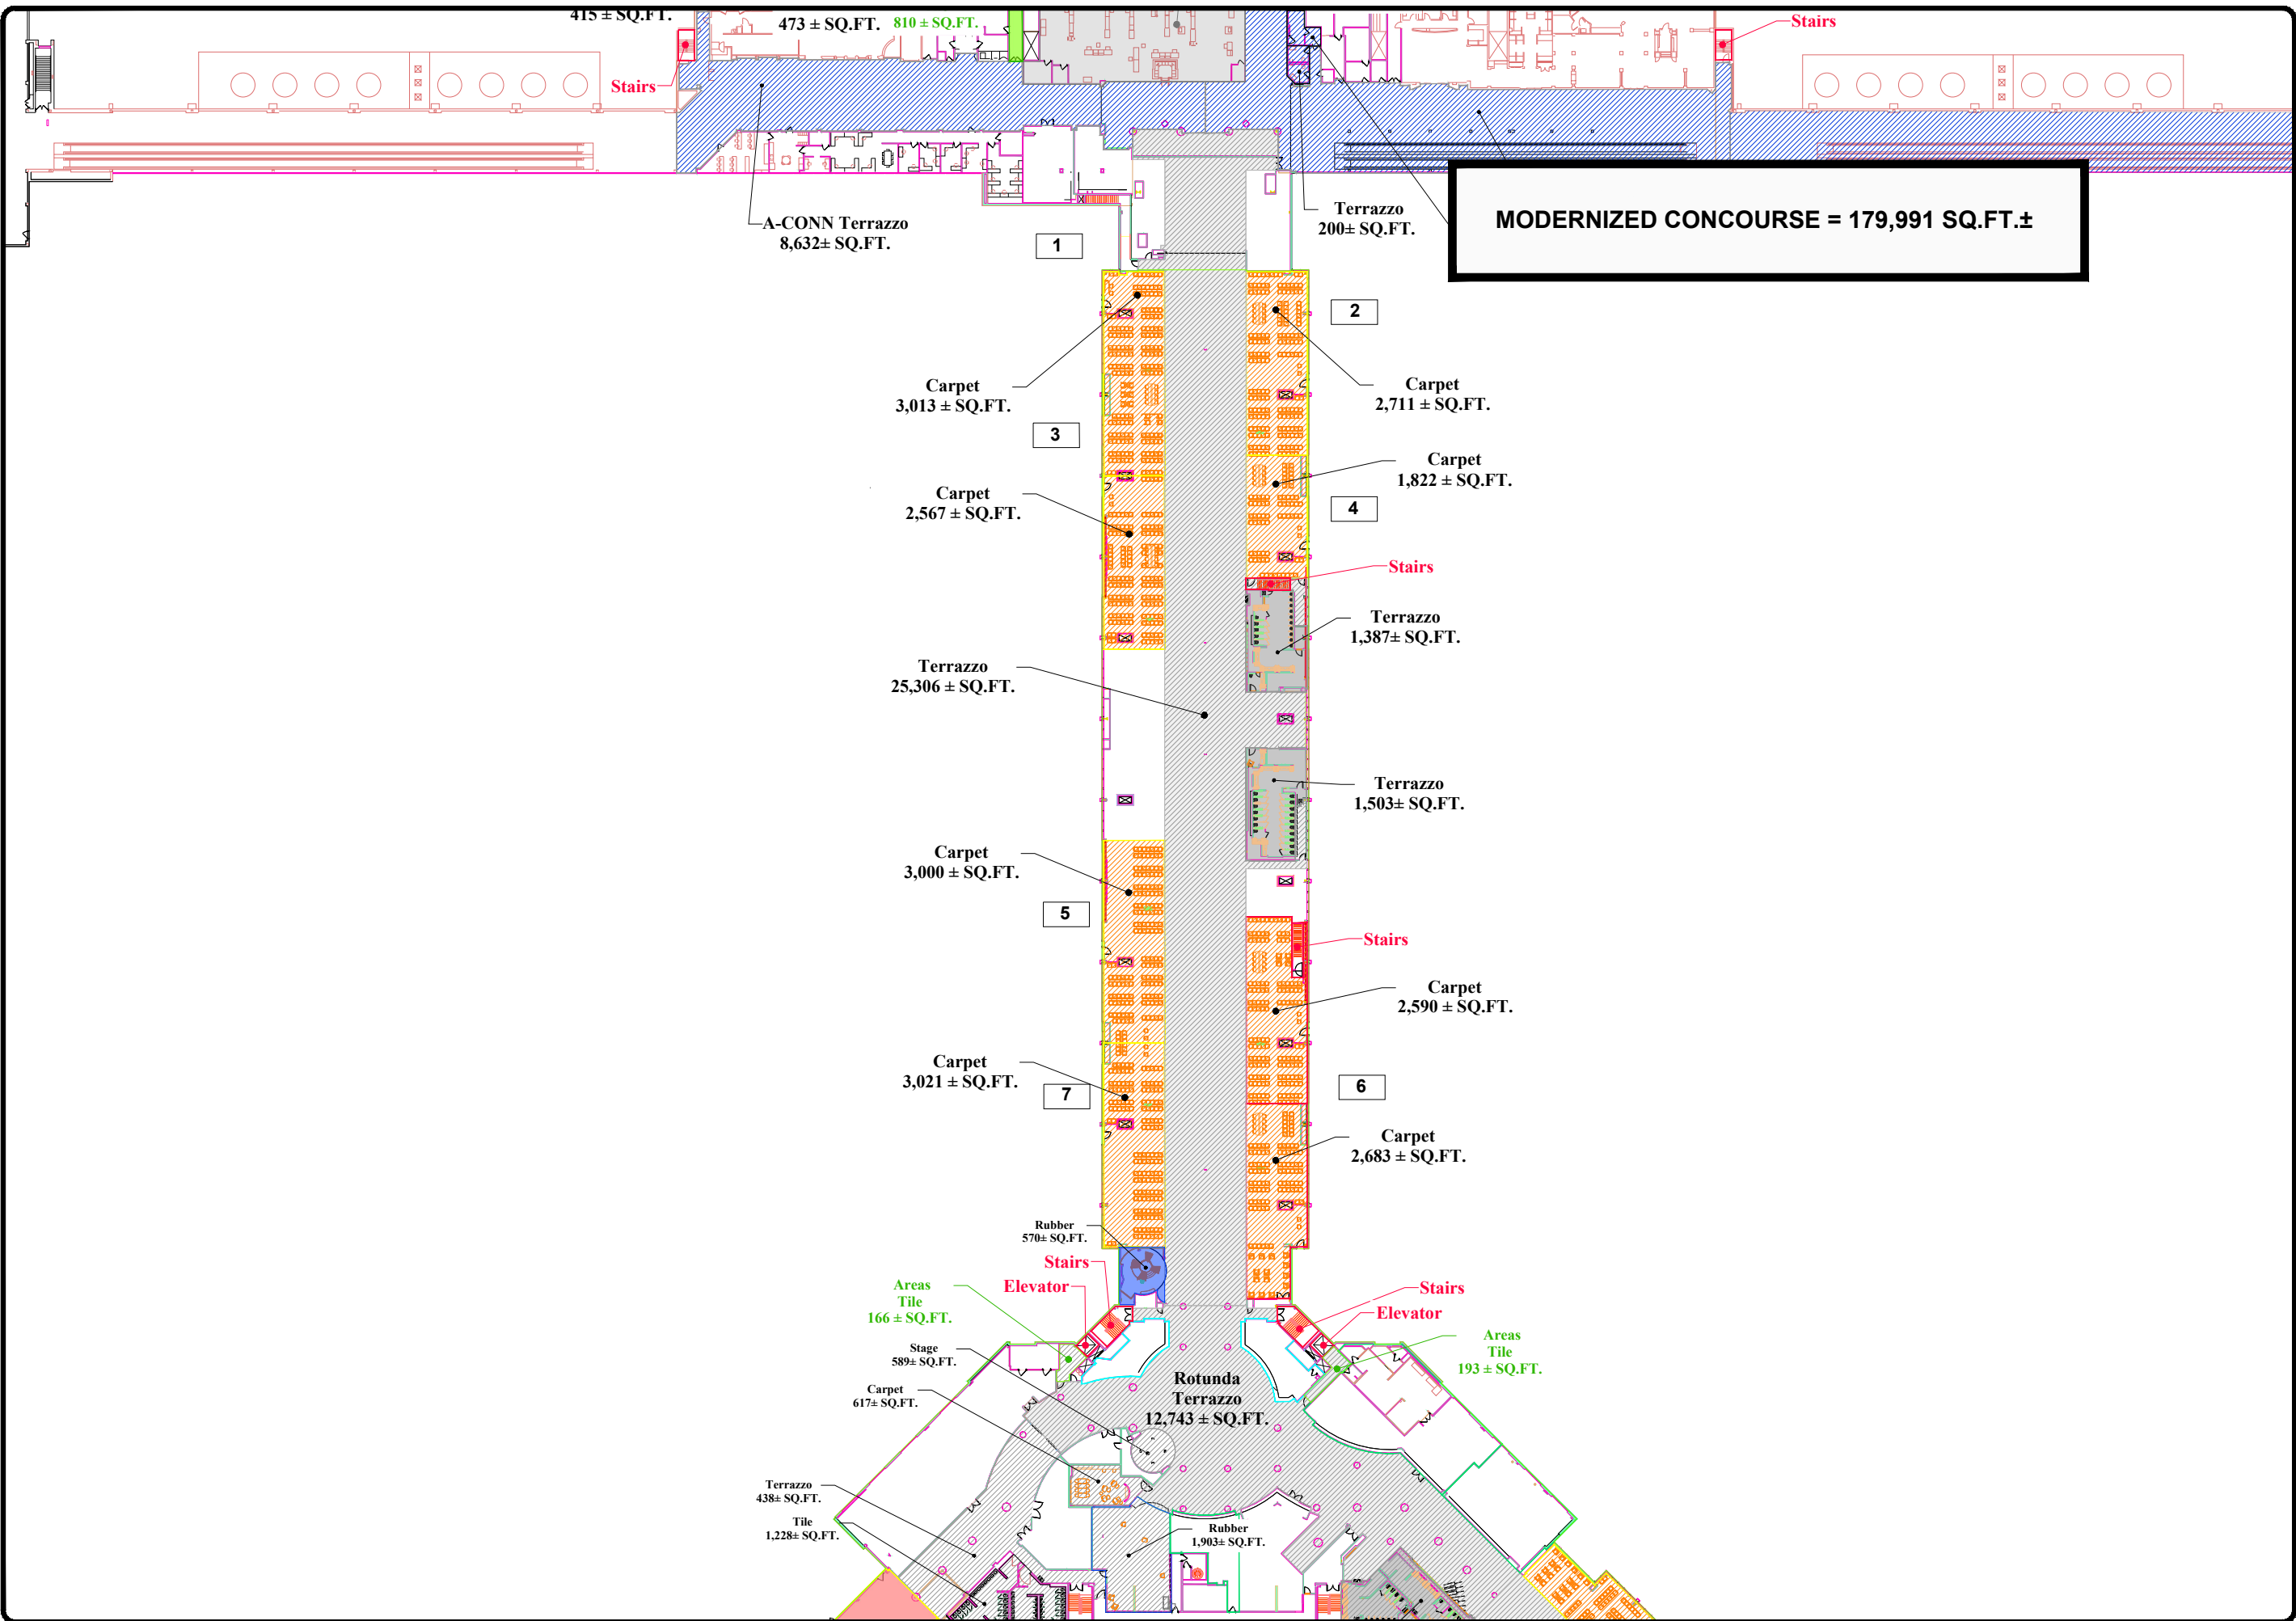 415 ± SQ.FT.
473 ± SQ.FT.
810 ± SQ.FT.
Stairs
Stairs
MODERNIZED CONCOURSE = 179,991 SQ.FT.±
A-CONN Terrazzo
8,632± SQ.FT.
Terrazzo
200± SQ.FT.
1
2
Carpet
3,013 ± SQ.FT.
Carpet
2,711 ± SQ.FT.
3
Carpet
1,822 ± SQ.FT.
Carpet
2,567 ± SQ.FT.
4
Stairs
Terrazzo
1,387± SQ.FT.
Terrazzo
25,306 ± SQ.FT.
Terrazzo
1,503± SQ.FT.
Carpet
3,000 ± SQ.FT.
5
Stairs
Carpet
2,590 ± SQ.FT.
Carpet
3,021 ± SQ.FT.
7
6
Carpet
2,683 ± SQ.FT.
Rubber
570± SQ.FT.
Stairs
Elevator
Areas
Tile
166 ± SQ.FT.
Stairs
Elevator
Areas
Tile
193 ± SQ.FT.
Stage
589± SQ.FT.
Carpet
617± SQ.FT.
Rotunda
Terrazzo
12,743 ± SQ.FT.
Terrazzo
438± SQ.FT.
Tile
1,228± SQ.FT.
Rubber
1,903± SQ.FT.